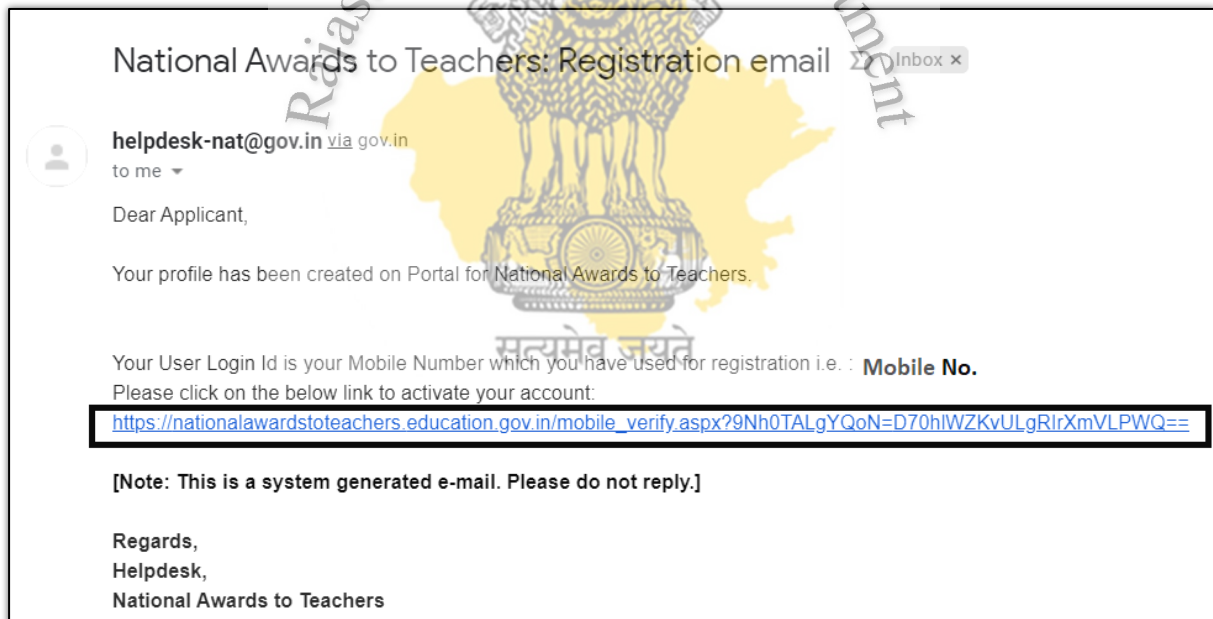 National Awards to Teachers: Registration email Inbox ×
helpdesk-nat@gov.in via gov.in
to me
Dear Applicant,
Your profile has been created on Portal for National Awards to Teachers.
सत्यमेव जयते
Your User Login Id is your Mobile Number which you have used for registration i.e. : Mobile No.
Please click on the below link to activate your account:
https://nationalawardstoteachers.education.gov.in/mobile_verify.aspx?9Nh0TALgYQoN=D70hlWZKvULgRIrXmVLPWQ==
[Note: This is a system generated e-mail. Please do not reply.]
Regards,
Helpdesk,
National Awards to Teachers